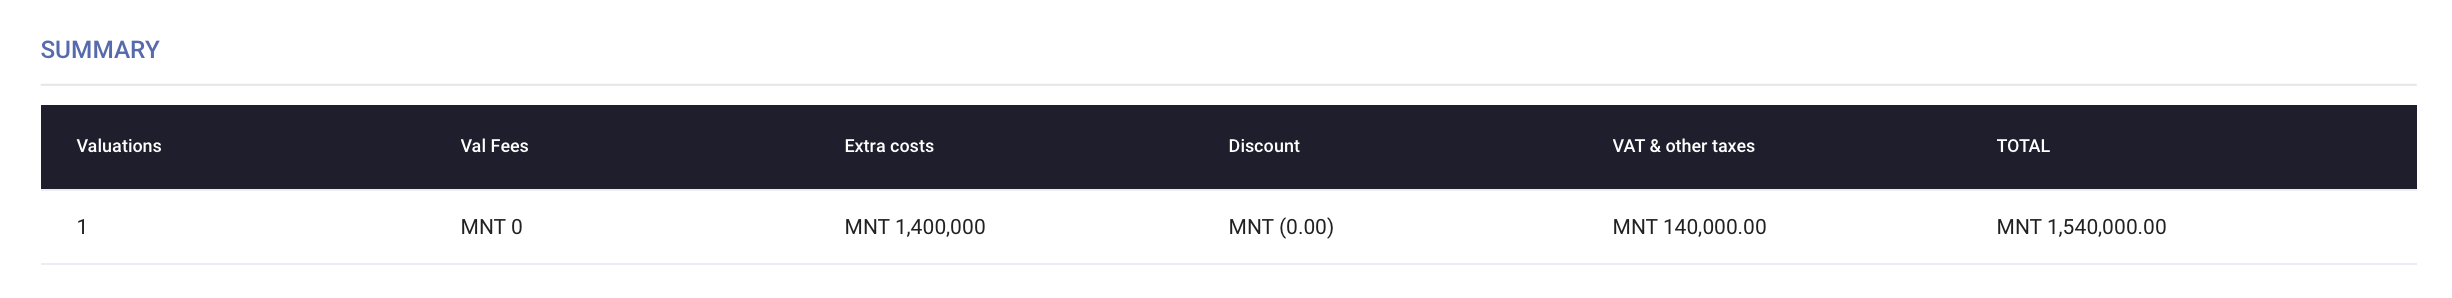 SUMMARY
Valuations Val Fees Extra costs Discount VAT & other taxes TOTAL
1 MNT 0 MNT 1,400,000 MNT (0.00) MNT 140,000.00 MNT 1,540,000.00